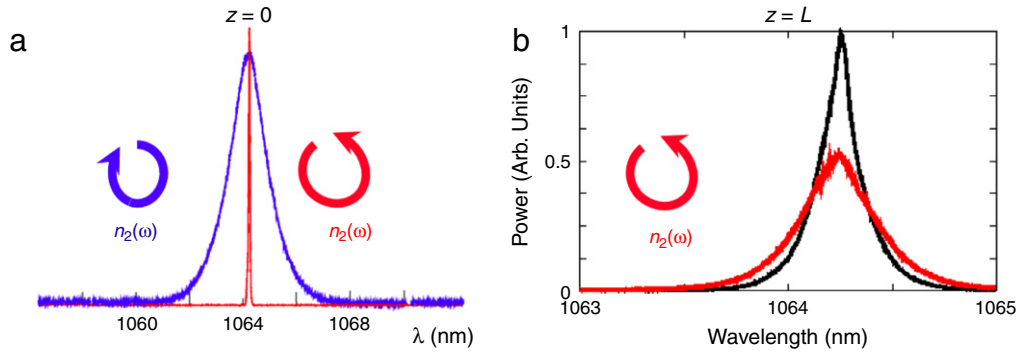 a
z = 0
n2(ω)
n2(ω)
1060
1064
1068
λ (nm)
b
z = L
Power (Arb. Units)
1
0.5
0
n2(ω)
1063
1064
1065
Wavelength (nm)